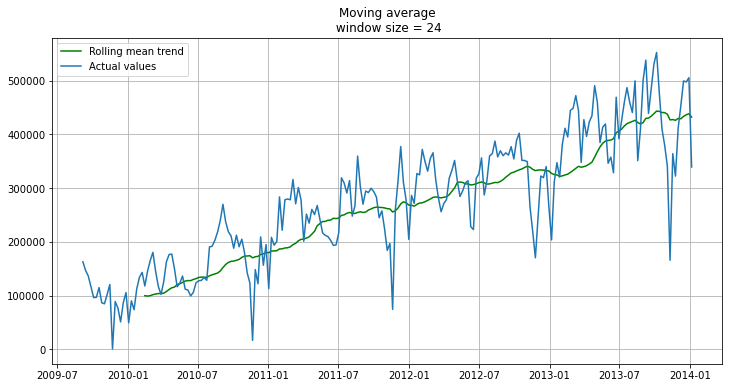 Moving average
window size = 24
Rolling mean trend
Actual values
500000
400000
300000
200000
100000
0
2009-07 2010-01 2010-07 2011-01 2011-07 2012-01 2012-07 2013-01 2013-07 2014-01